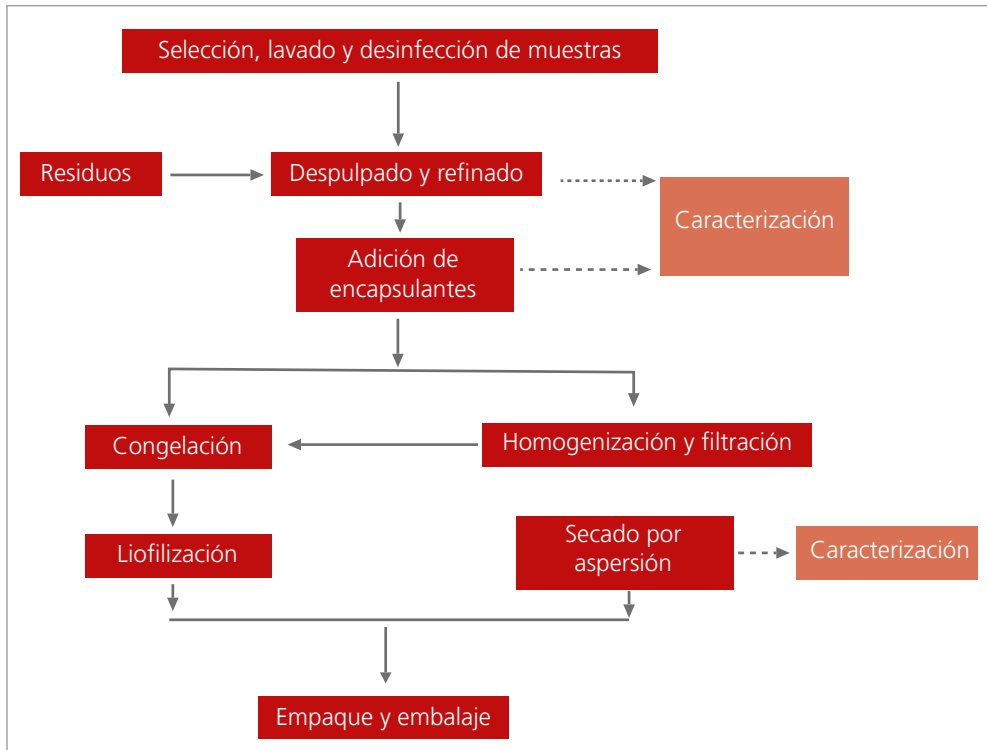 Selección, lavado y desinfección de muestras
Residuos
Despulpado y refinado
Caracterización
Adición de
encapsulantes
Congelación
Homogenización y filtración
Liofilización
Secado por
aspersión
Caracterización
Empaque y embalaje